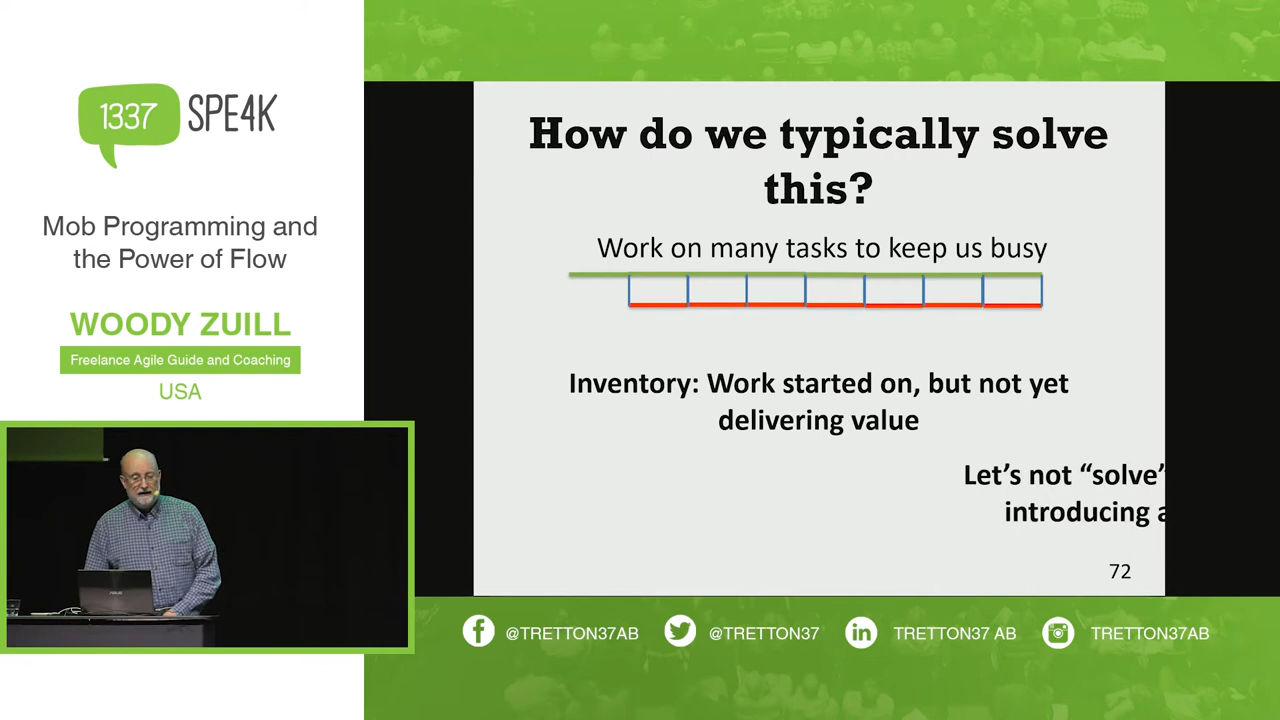 1337
SPE4K
Mob Programming and
the Power of Flow
WOODY ZUILL
Freelance Agile Guide and Coaching
USA
How do we typically solve
this?
Work on many tasks to keep us busy
Inventory: Work started on, but not yet
delivering value
Let's not “solve”
introducing a
72
ASUS
@TRETTON37AB
@TRETTON37
TRETTON37 AB
TRETTON37AB